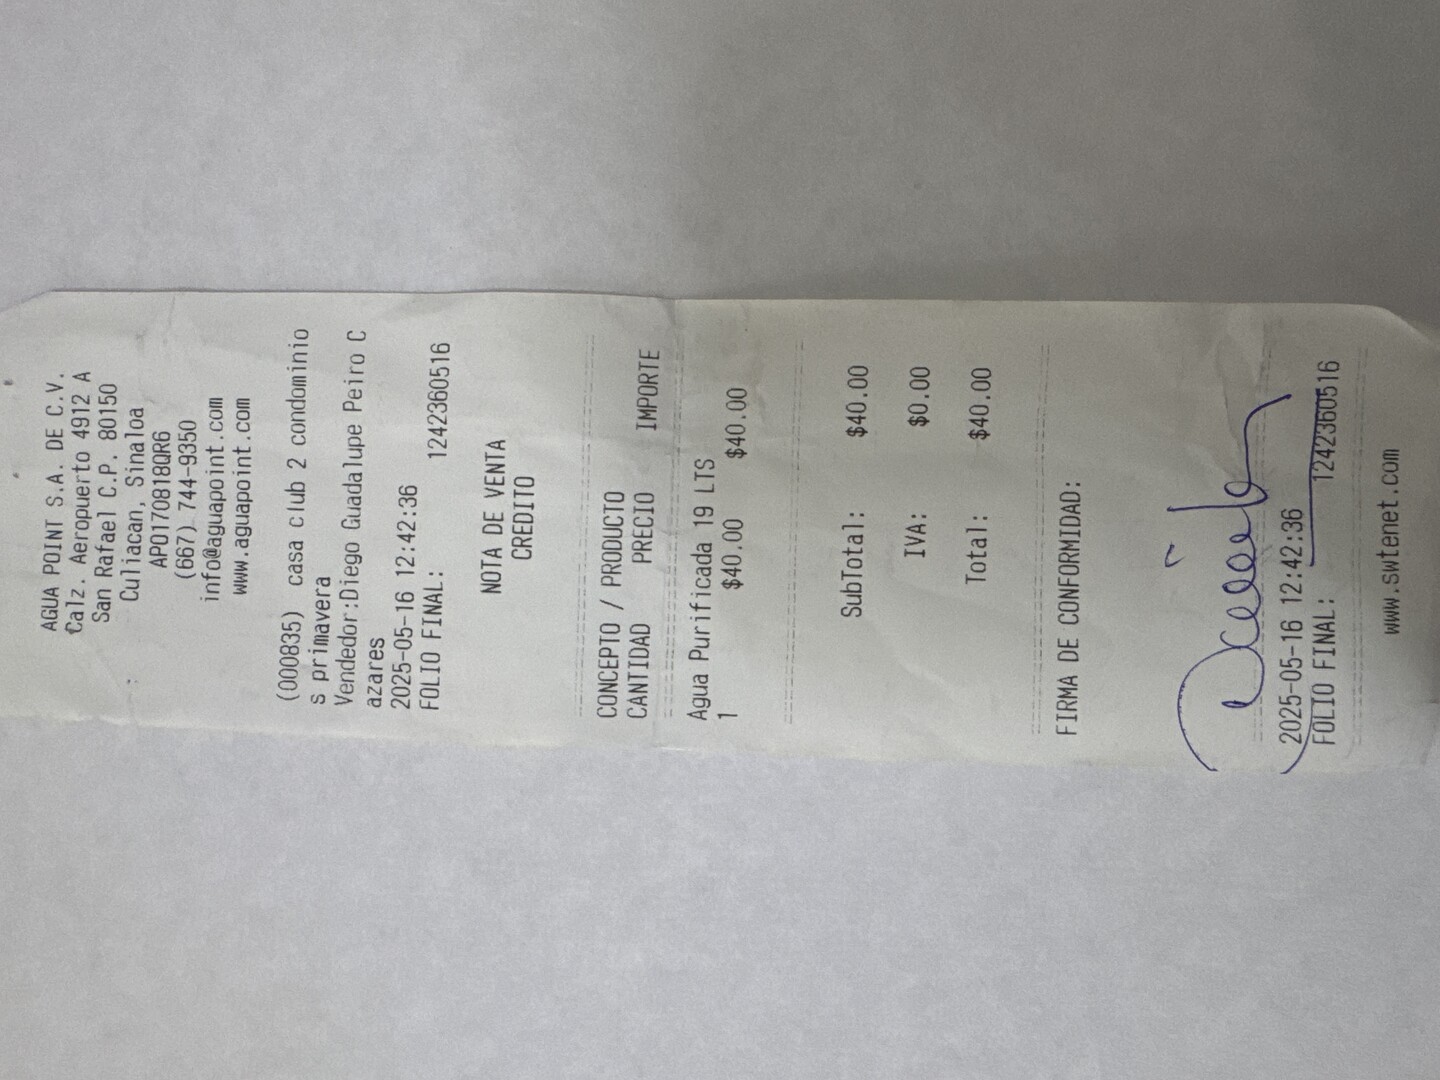 AGUA POINT S.A. DE C.V.
Calz. Aeropuerto 4912 A
San Rafael C.P. 80150
Culiacan, Sinaloa
APO170818QR6
(667) 744-9350
info@aguapoint.com
www.aguapoint.com
(000835) casa club 2 condominio
s primavera
Vendedor:Diego Guadalupe Peiro C
azares
2025-05-16 12:42:36
FOLIO FINAL: 1242360516
NOTA DE VENTA
CREDITO
CONCEPTO / PRODUCTO
CANTIDAD PRECIO IMPORTE
Agua Purificada 19 LTS
1 $40.00 $40.00
SubTotal: $40.00
IVA: $0.00
Total: $40.00
FIRMA DE CONFORMIDAD:
2025-05-16 12:42:36
FOLIO FINAL: 1242360516
www.swtenet.com